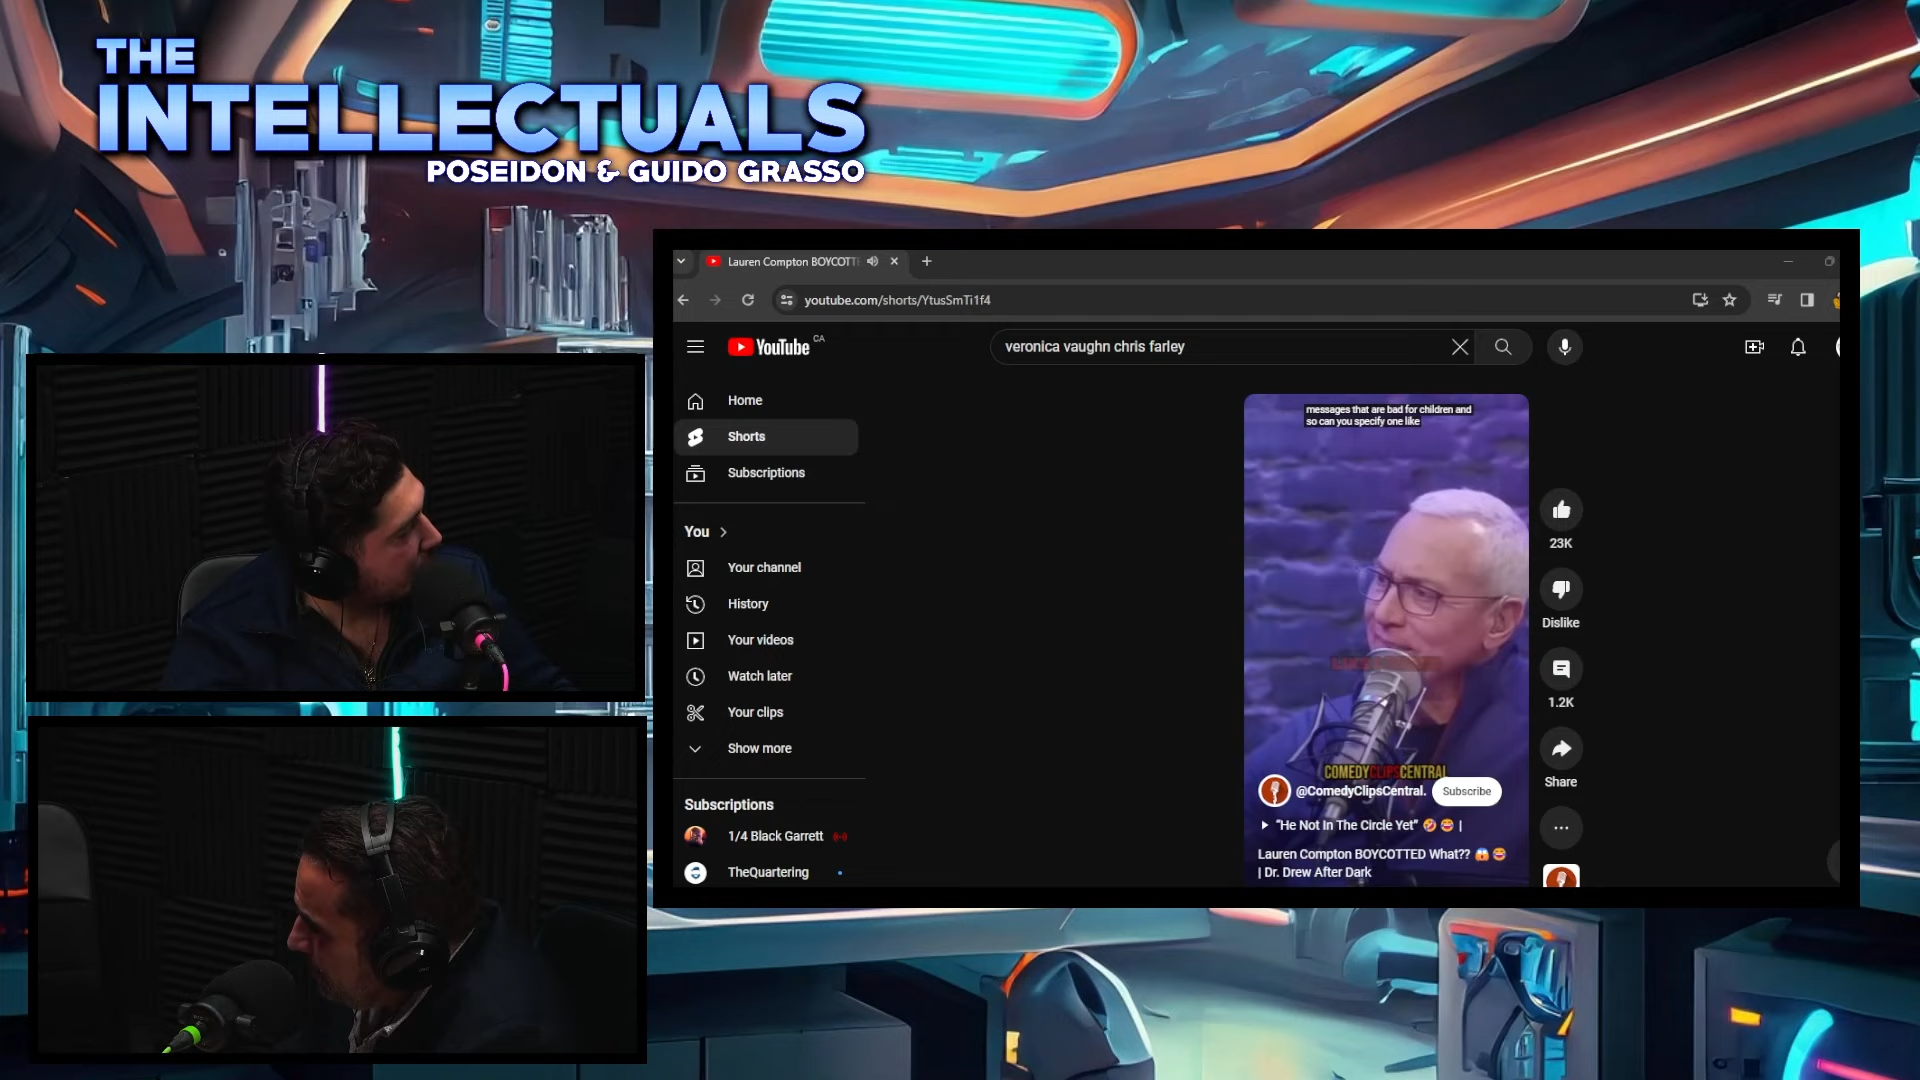 THE
INTELLECTUALS
POSEIDON & GUIDO GRASSO
Lauren Compton BOYCOTT
youtube.com/shorts/YtusSmTi1f4
YouTube CA
veronica vaughn chris farley
Home
Shorts
Subscriptions
You
Your channel
History
Your videos
Watch later
Your clips
Show more
Subscriptions
1/4 Black Garrett
TheQuartering
messages that are bad for children and
so can you specify one like
COMEDYCLIPSCENTRAL
@ComedyClipsCentral.
Subscribe
"He Not In The Circle Yet" 🤣 😂 |
Lauren Compton BOYCOTTED What?? 😱 😂
| Dr. Drew After Dark
23K
Dislike
1.2K
Share